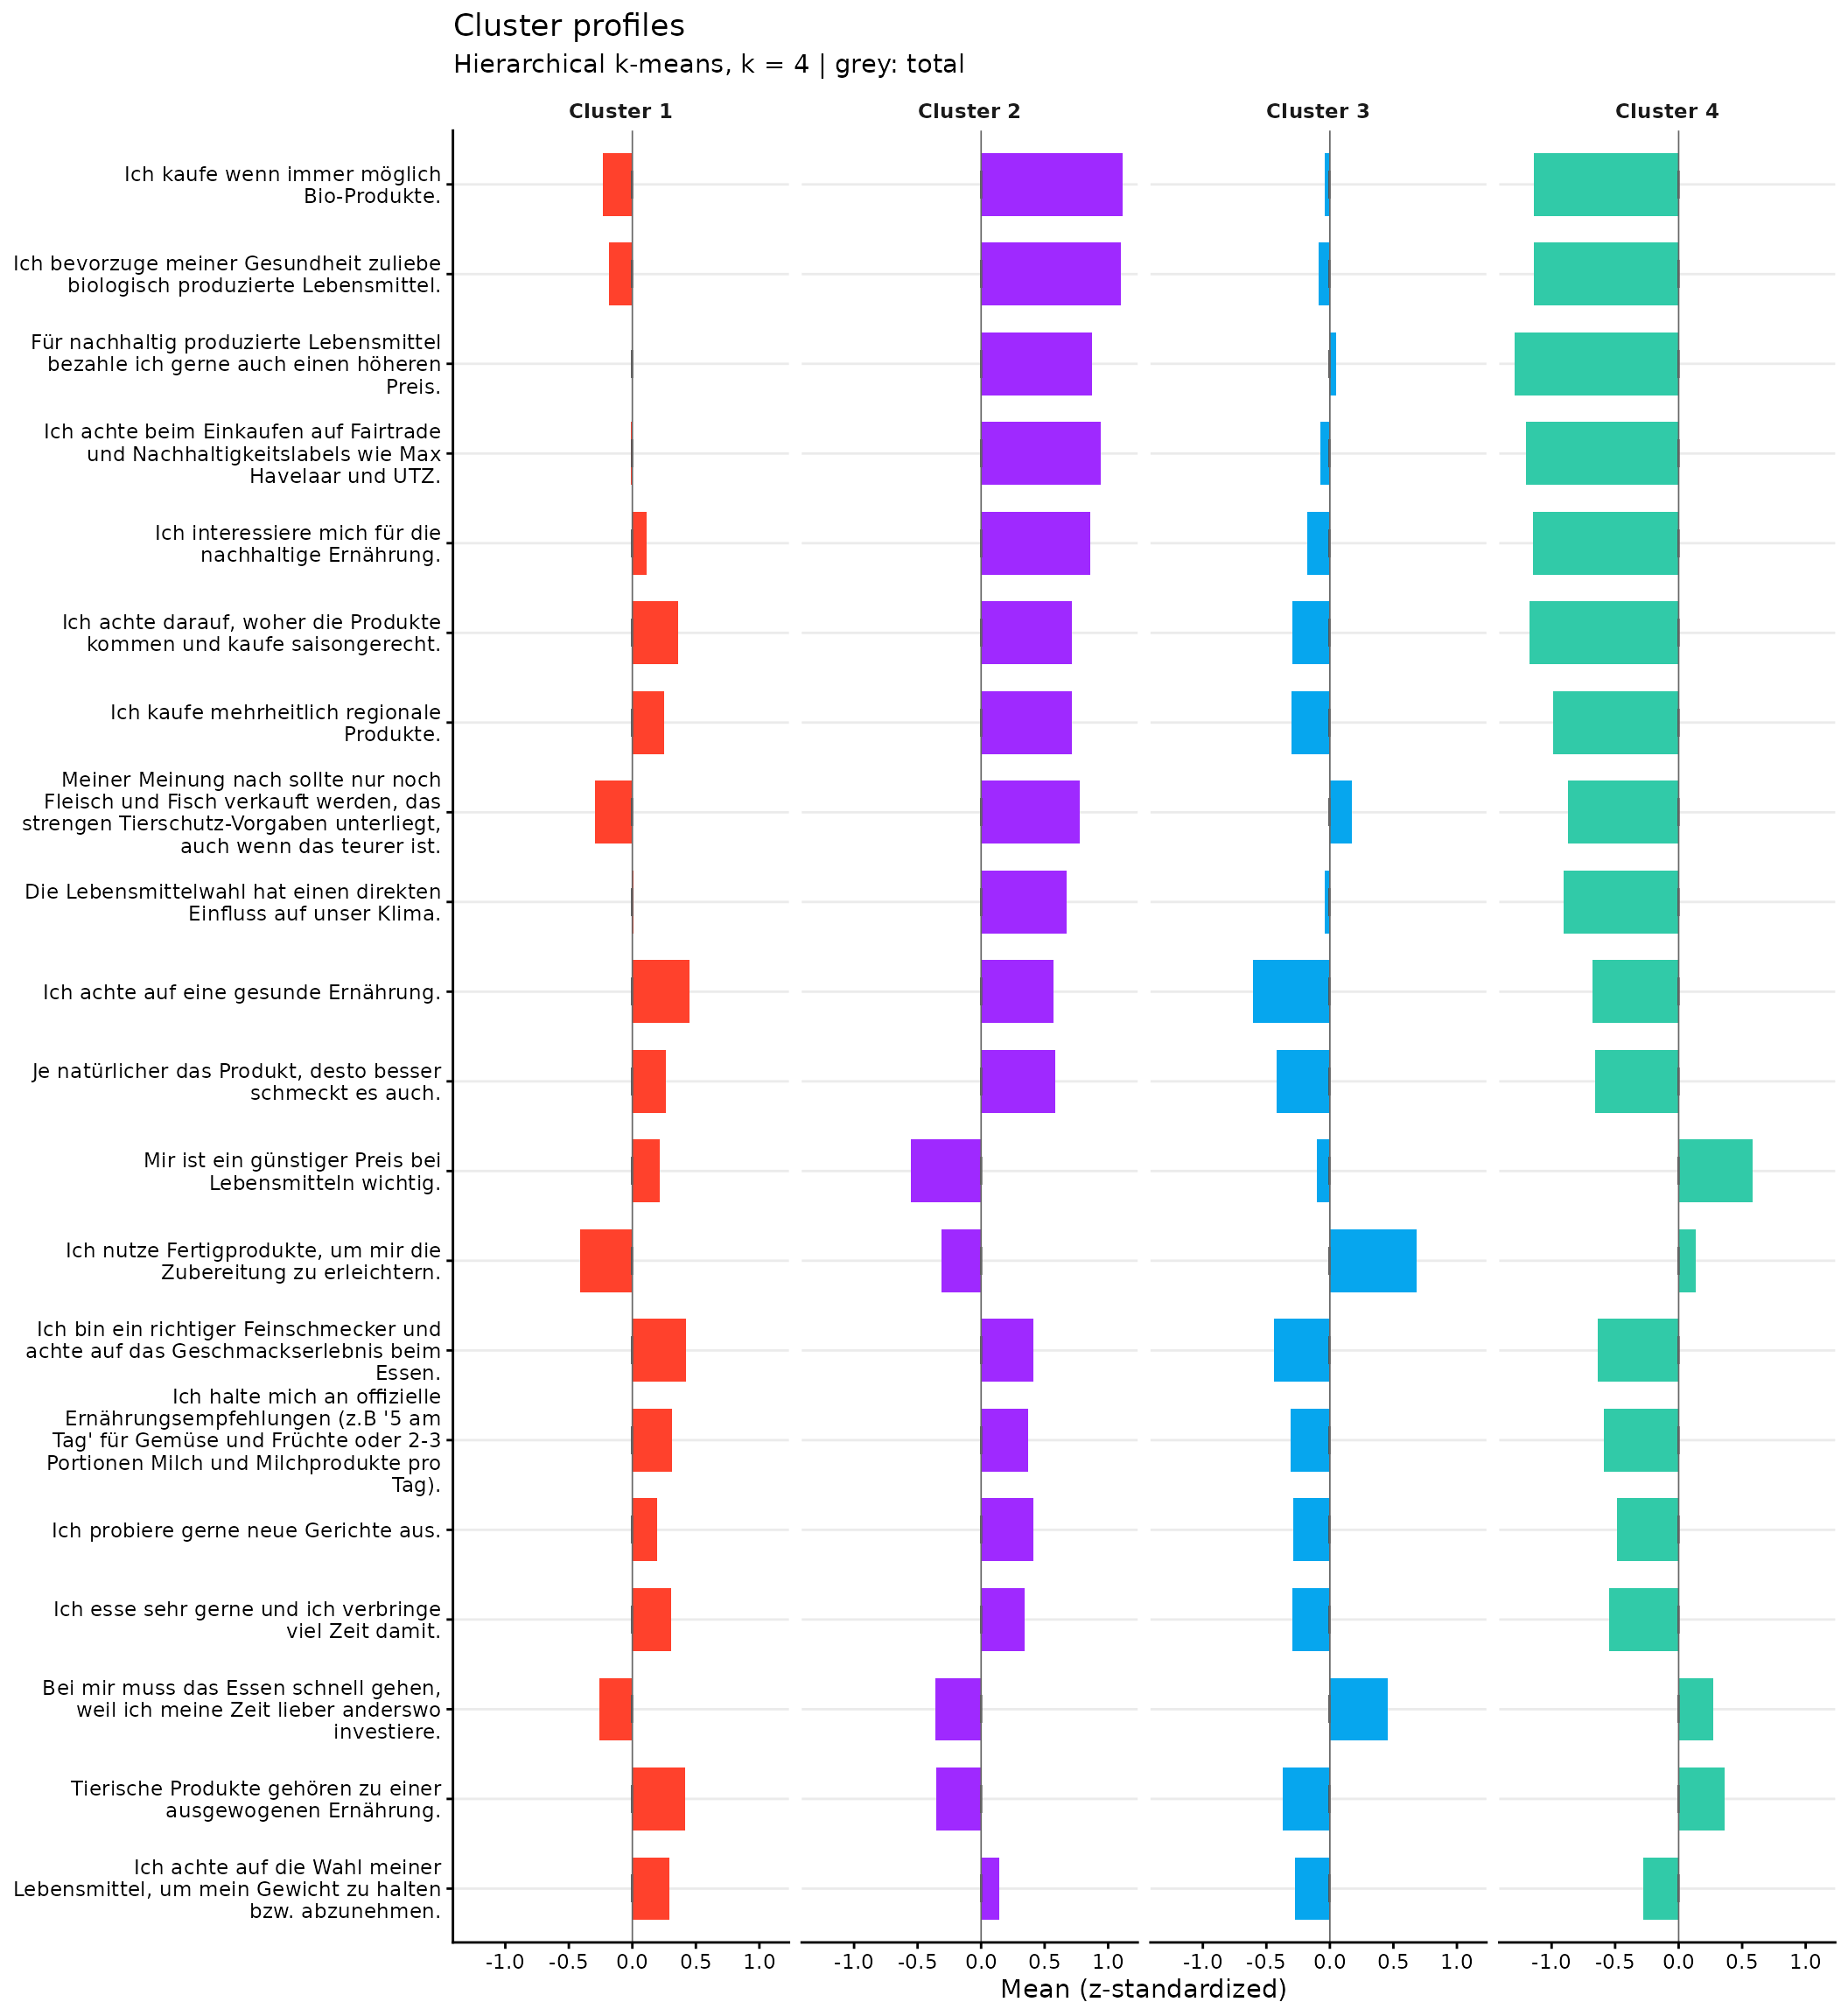 Cluster profiles
Hierarchical k-means, k = 4 | grey: total
Cluster 1
Cluster 2
Cluster 3
Cluster 4
Ich kaufe wenn immer möglich
Bio-Produkte.
Ich bevorzuge meiner Gesundheit zuliebe
biologisch produzierte Lebensmittel.
Für nachhaltig produzierte Lebensmittel
bezahle ich gerne auch einen höheren
Preis.
Ich achte beim Einkaufen auf Fairtrade
und Nachhaltigkeitslabels wie Max
Havelaar und UTZ.
Ich interessiere mich für die
nachhaltige Ernährung.
Ich achte darauf, woher die Produkte
kommen und kaufe saisongerecht.
Ich kaufe mehrheitlich regionale
Produkte.
Meiner Meinung nach sollte nur noch
Fleisch und Fisch verkauft werden, das
strengen Tierschutz-Vorgaben unterliegt,
auch wenn das teurer ist.
Die Lebensmittelwahl hat einen direkten
Einfluss auf unser Klima.
Ich achte auf eine gesunde Ernährung.
Je natürlicher das Produkt, desto besser
schmeckt es auch.
Mir ist ein günstiger Preis bei
Lebensmitteln wichtig.
Ich nutze Fertigprodukte, um mir die
Zubereitung zu erleichtern.
Ich bin ein richtiger Feinschmecker und
achte auf das Geschmackserlebnis beim
Essen.
Ich halte mich an offizielle
Ernährungsempfehlungen (z.B '5 am
Tag' für Gemüse und Früchte oder 2-3
Portionen Milch und Milchprodukte pro
Tag).
Ich probiere gerne neue Gerichte aus.
Ich esse sehr gerne und ich verbringe
viel Zeit damit.
Bei mir muss das Essen schnell gehen,
weil ich meine Zeit lieber anderswo
investiere.
Tierische Produkte gehören zu einer
ausgewogenen Ernährung.
Ich achte auf die Wahl meiner
Lebensmittel, um mein Gewicht zu halten
bzw. abzunehmen.
-1.0 -0.5 0.0 0.5 1.0
-1.0 -0.5 0.0 0.5 1.0
-1.0 -0.5 0.0 0.5 1.0
-1.0 -0.5 0.0 0.5 1.0
Mean (z-standardized)